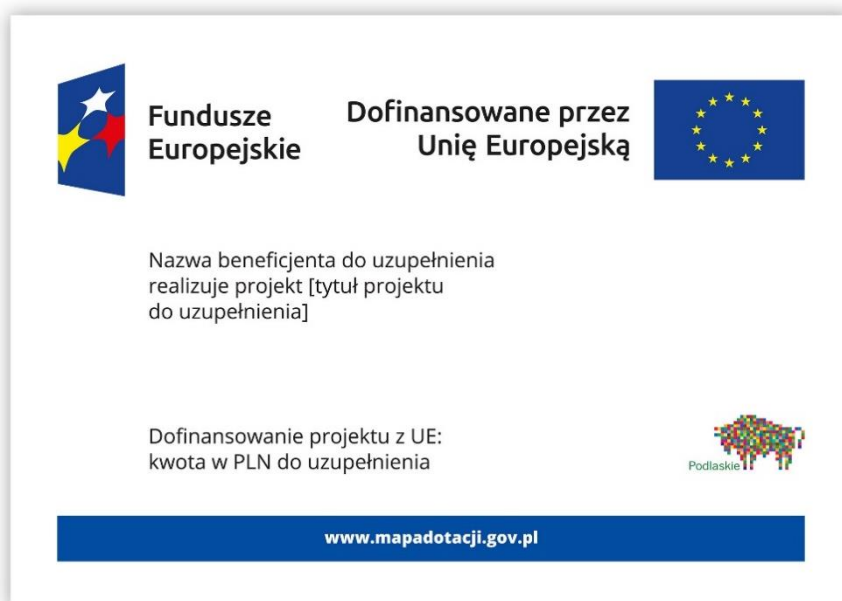 Fundusze
Europejskie
Dofinansowane przez
Unię Europejską
Nazwa beneficjenta do uzupełnienia
realizuje projekt [tytuł projektu
do uzupełnienia]
Dofinansowanie projektu z UE:
kwota w PLN do uzupełnienia
Podlaskie
www.mapadotacji.gov.pl